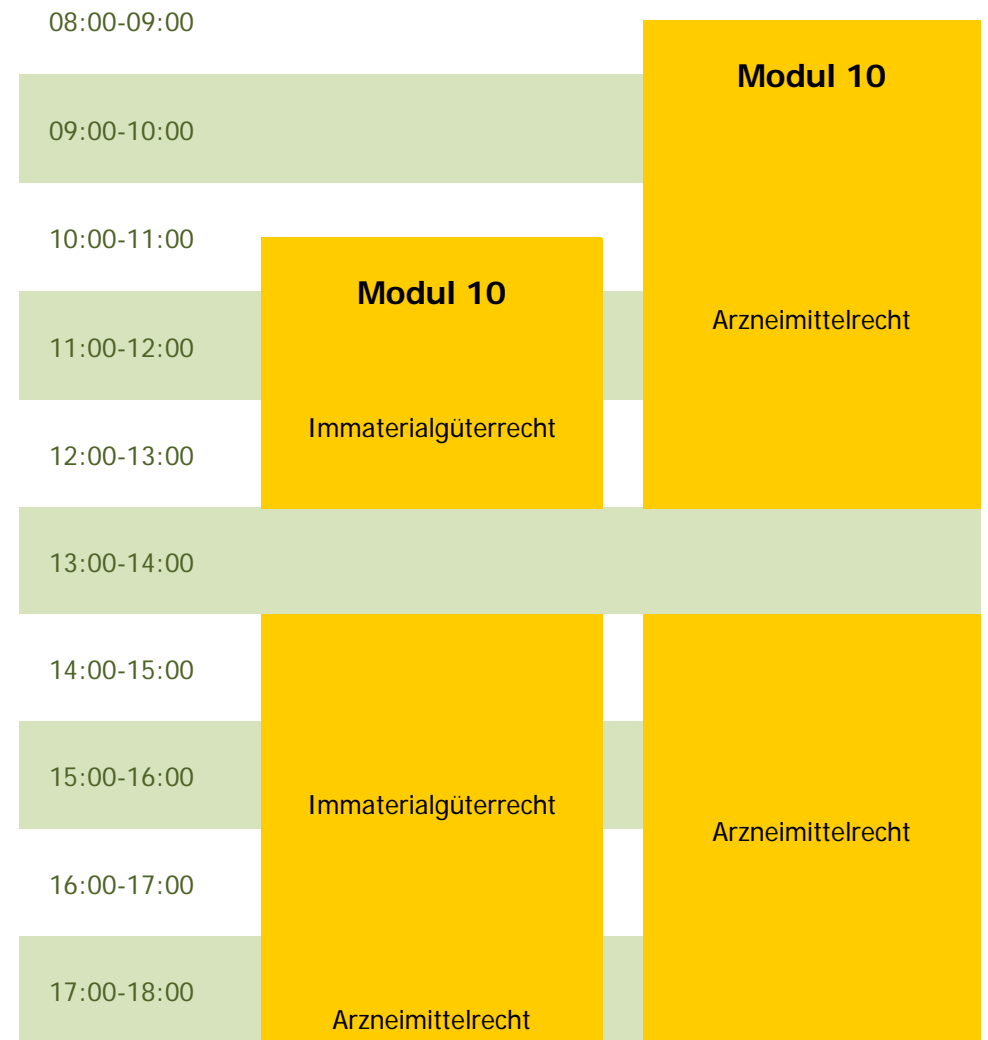 08:00-09:00
Modul 10
09:00-10:00
10:00-11:00
Modul 10
Arzneimittelrecht
11:00-12:00
Immaterialgüterrecht
12:00-13:00
13:00-14:00
14:00-15:00
15:00-16:00
Immaterialgüterrecht
Arzneimittelrecht
16:00-17:00
17:00-18:00
Arzneimittelrecht